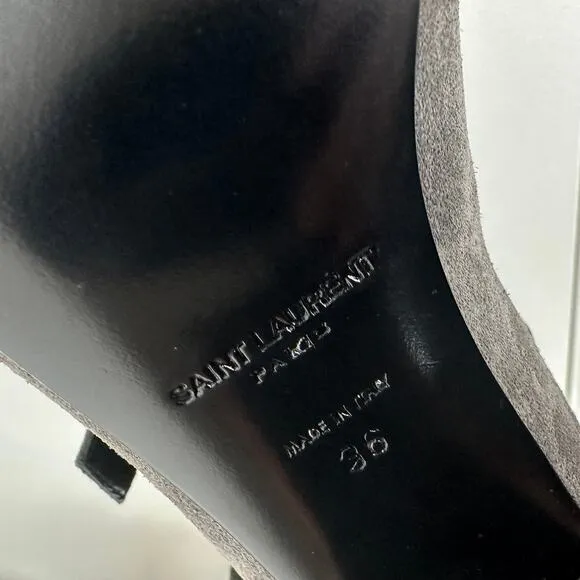 SAINT LAURENT
PARIS
MADE IN ITALY
36